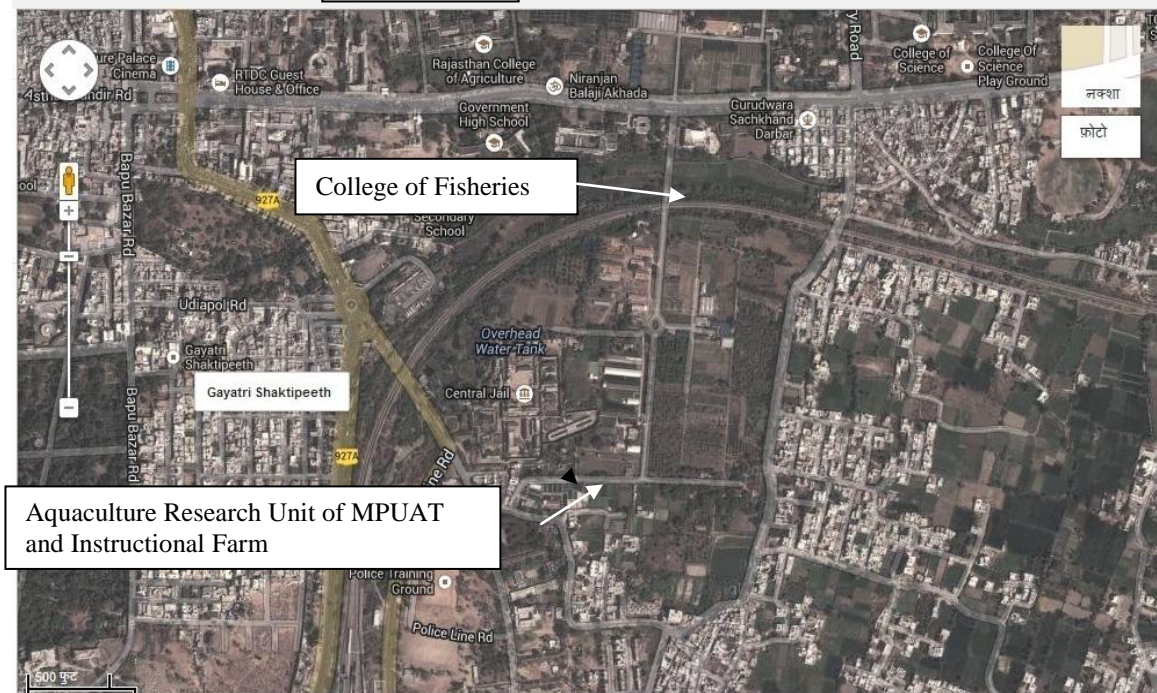 ure Palace
Cinema
RTDC Guest
House & Office
Rajasthan College
of Agriculture
Niranjan
Balaji Akhada
y Road
College of
Science
College Of
Science
Play Ground
नक्शा
फ़ोटो
Government
High School
Gurudwara
Sachkhand
Darbar
Bapu Bazar Rd
927A
College of Fisheries
Secondary
School
Udiapol Rd
Overhead
Water Tank
Gayatri
Shaktipeeth
Gayatri Shaktipeeth
Central Jail
Bapu Bazar Rd
927A
ine Rd
Aquaculture Research Unit of MPUAT
and Instructional Farm
Police Training
Ground
Police Line Rd
500 फुट